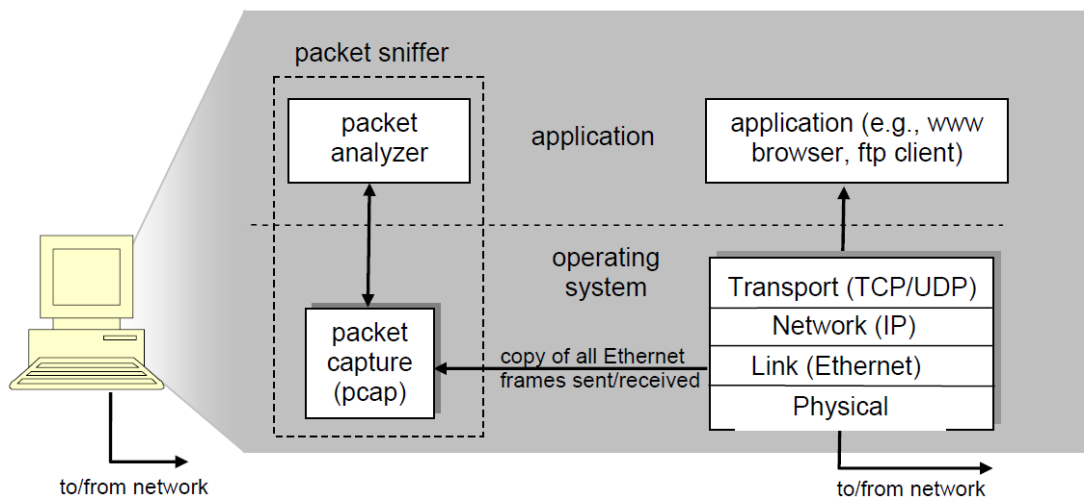 packet sniffer
packet
analyzer
application
application (e.g., www
browser, ftp client)
operating
system
packet
capture
(pcap)
copy of all Ethernet
frames sent/received
Transport (TCP/UDP)
Network (IP)
Link (Ethernet)
Physical
to/from network
to/from network